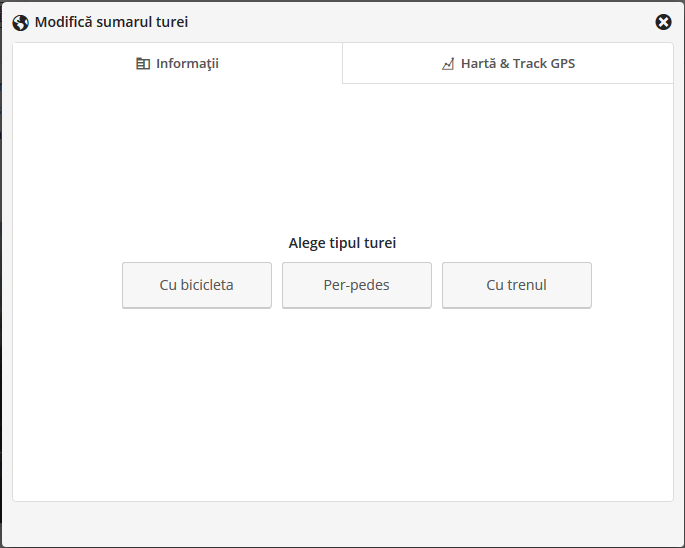 Modifică sumarul turei
Informaţii
Hartă & Track GPS
Alege tipul turei
Cu bicicleta
Per-pedes
Cu trenul